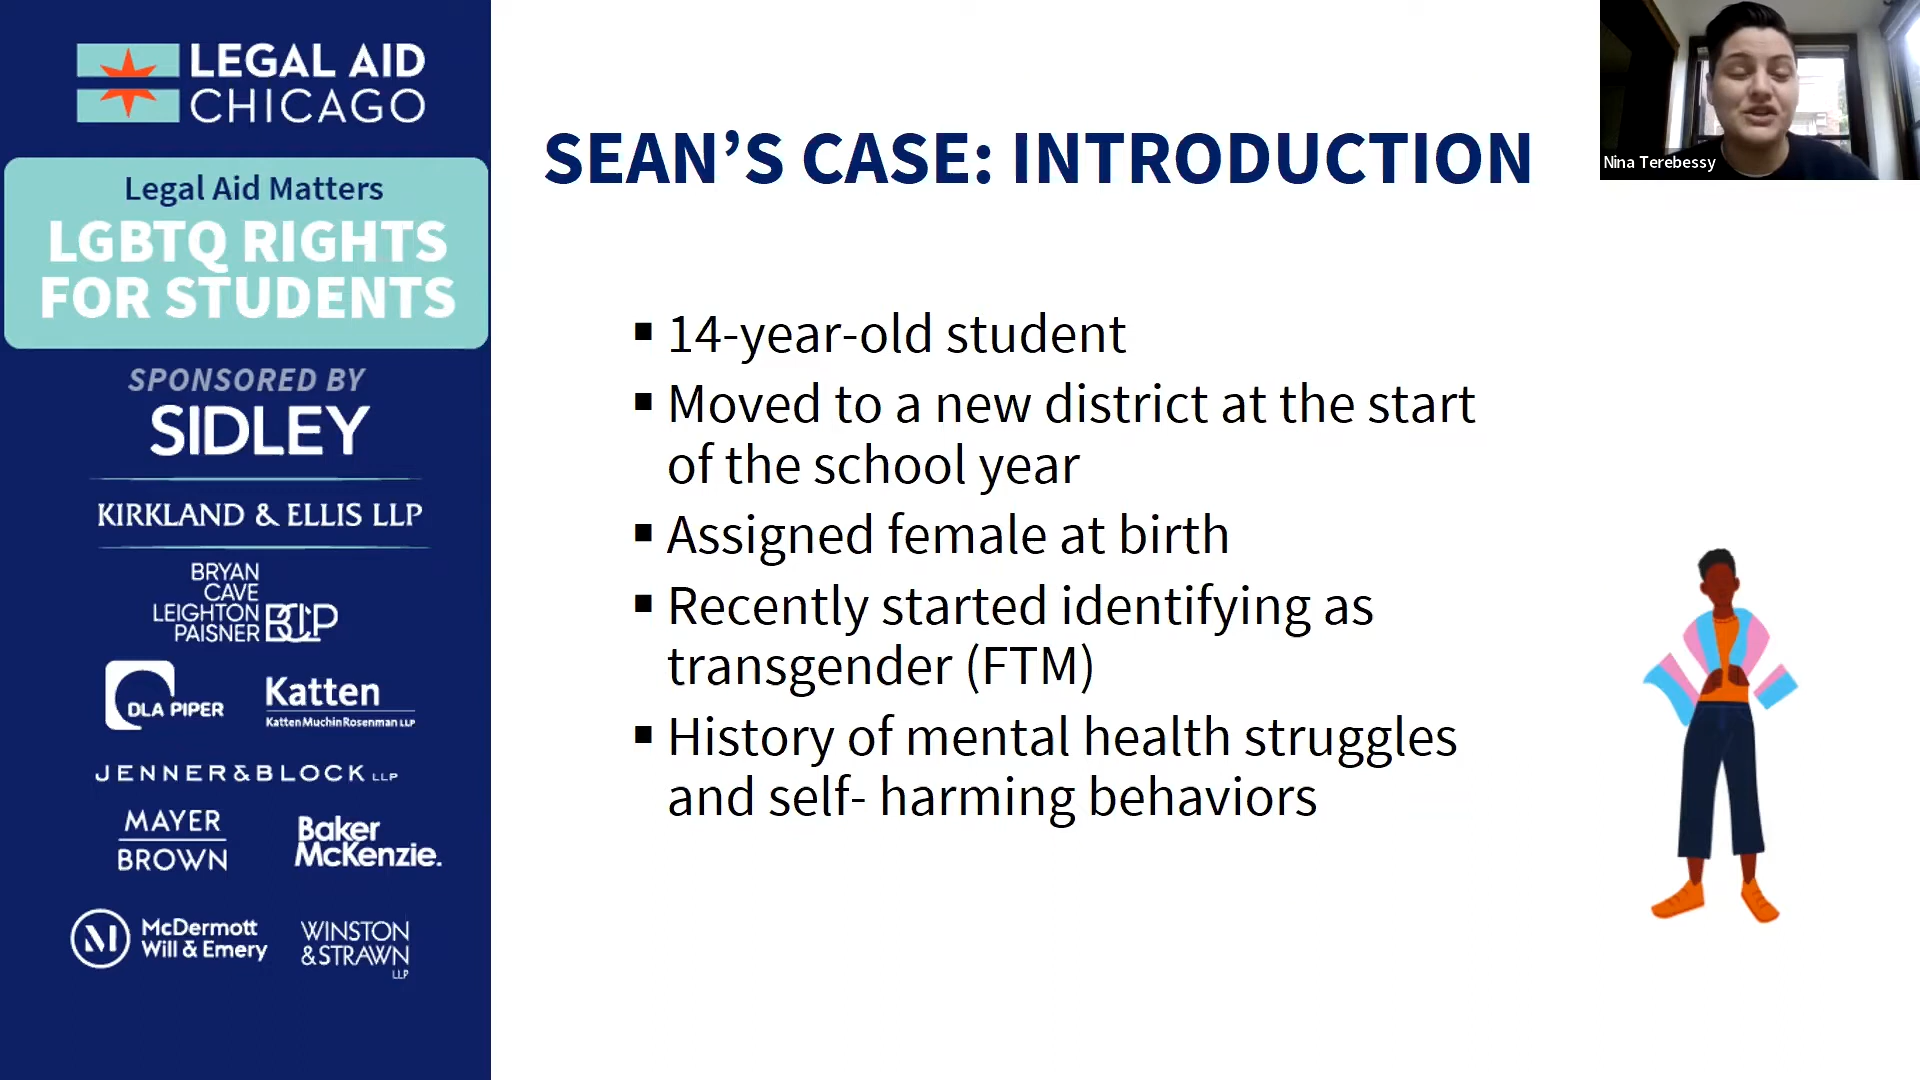 LEGAL AID
CHICAGO
Legal Aid Matters
LGBTQ RIGHTS
FOR STUDENTS
SPONSORED BY
SIDLEY
KIRKLAND & ELLIS LLP
BRYAN
CAVE
LEIGHTON
PAISNER BCLP
DLA PIPER
Katten
Katten Muchin Rosenman LLP
JENNER & BLOCK LLP
MAYER
BROWN
Baker
McKenzie.
M
McDermott
Will & Emery
WINSTON
& STRAWN
LLP
SEAN’S CASE: INTRODUCTION
▪ 14-year-old student
▪ Moved to a new district at the start
of the school year
▪ Assigned female at birth
▪ Recently started identifying as
transgender (FTM)
▪ History of mental health struggles
and self- harming behaviors
Nina Terebessy